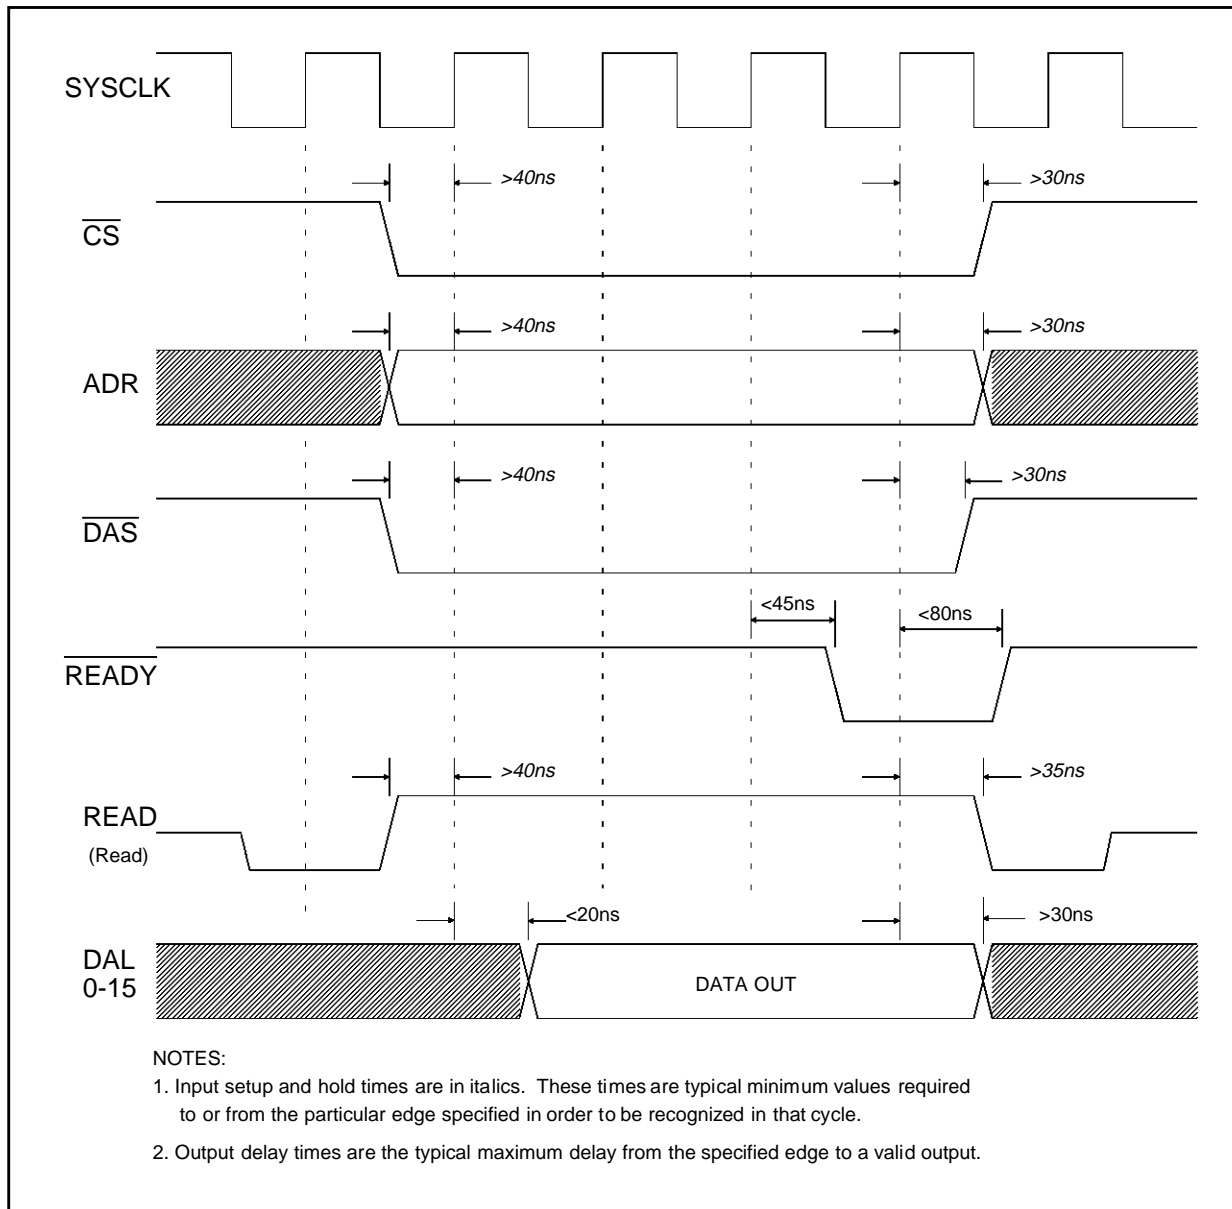 SYSCLK
>40ns >30ns
CS
>40ns >30ns
ADR
>40ns >30ns
DAS
<45ns <80ns
READY
>40ns >35ns
READ
(Read)
<20ns >30ns
DAL
0-15
DATA OUT
NOTES:
1. Input setup and hold times are in italics. These times are typical minimum values required
to or from the particular edge specified in order to be recognized in that cycle.
2. Output delay times are the typical maximum delay from the specified edge to a valid output.